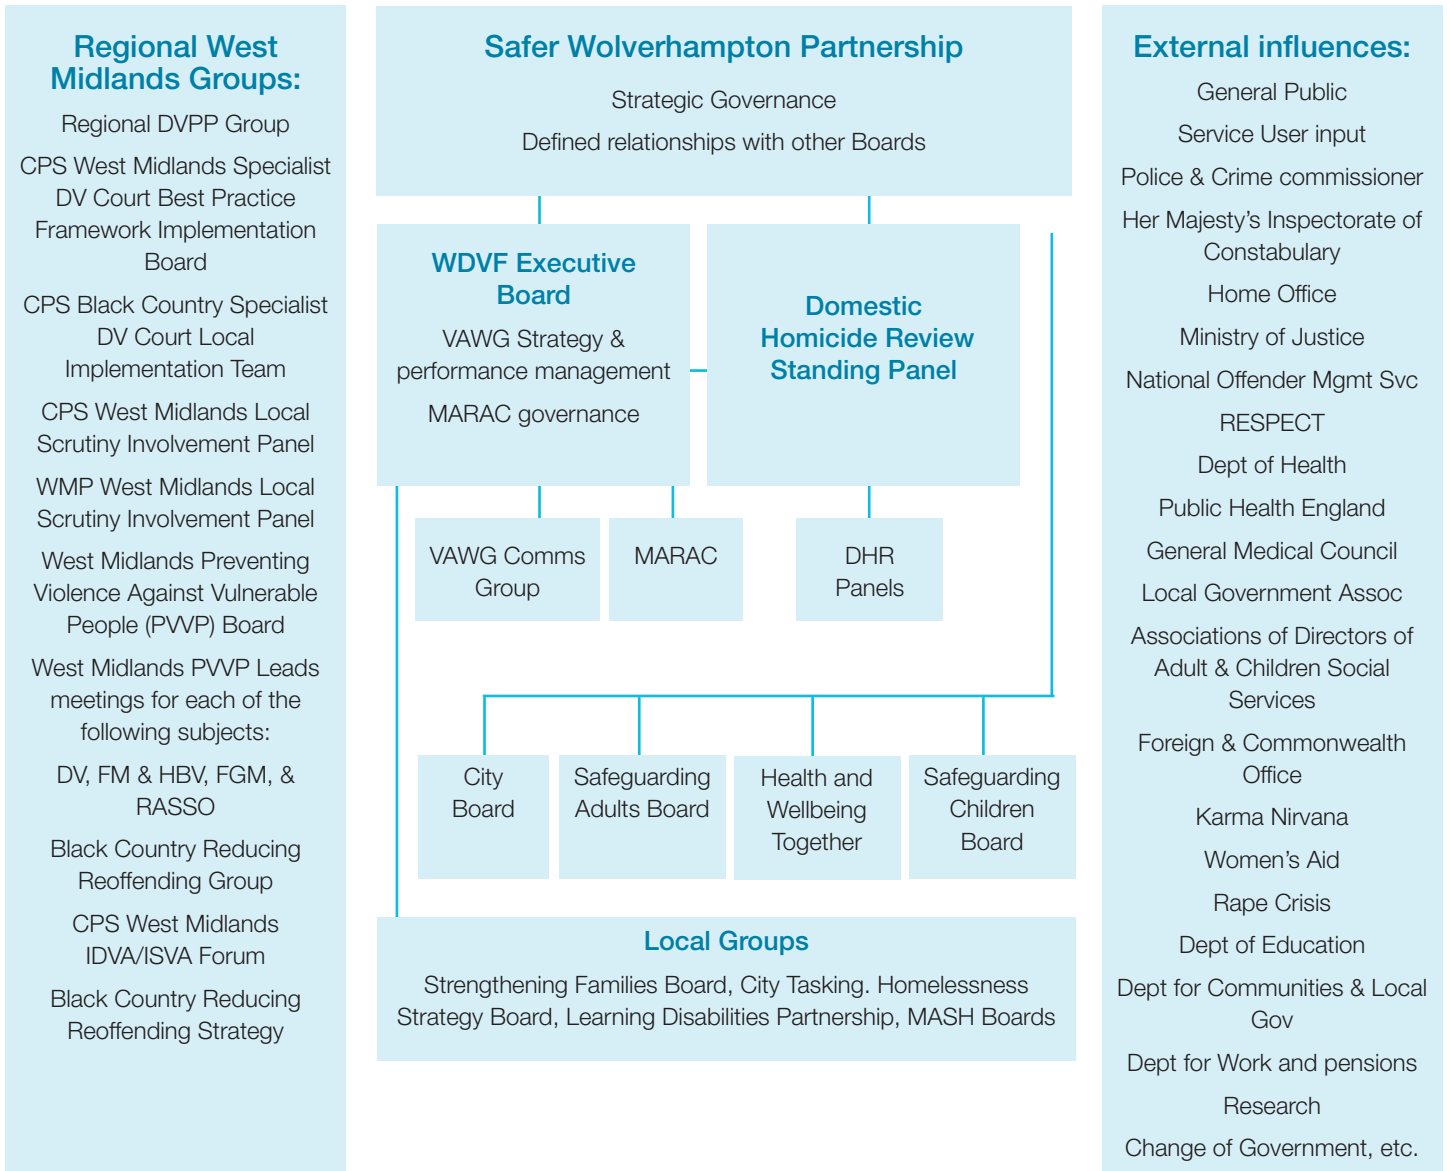 Regional West
Midlands Groups:
Regional DVPP Group
CPS West Midlands Specialist
DV Court Best Practice
Framework Implementation
Board
CPS Black Country Specialist
DV Court Local
Implementation Team
CPS West Midlands Local
Scrutiny Involvement Panel
WMP West Midlands Local
Scrutiny Involvement Panel
West Midlands Preventing
Violence Against Vulnerable
People (PVVP) Board
West Midlands PVVP Leads
meetings for each of the
following subjects:
DV, FM & HBV, FGM, &
RASSO
Black Country Reducing
Reoffending Group
CPS West Midlands
IDVA/ISVA Forum
Black Country Reducing
Reoffending Strategy
Safer Wolverhampton Partnership
Strategic Governance
Defined relationships with other Boards
WDVF Executive
Board
VAWG Strategy &
performance management
MARAC governance
Domestic
Homicide Review
Standing Panel
VAWG Comms
Group
MARAC
DHR
Panels
City
Board
Safeguarding
Adults Board
Health and
Wellbeing
Together
Safeguarding
Children
Board
Local Groups
Strengthening Families Board, City Tasking. Homelessness
Strategy Board, Learning Disabilities Partnership, MASH Boards
External influences:
General Public
Service User input
Police & Crime commissioner
Her Majesty's Inspectorate of
Constabulary
Home Office
Ministry of Justice
National Offender Mgmt Svc
RESPECT
Dept of Health
Public Health England
General Medical Council
Local Government Assoc
Associations of Directors of
Adult & Children Social
Services
Foreign & Commonwealth
Office
Karma Nirvana
Women's Aid
Rape Crisis
Dept of Education
Dept for Communities & Local
Gov
Dept for Work and pensions
Research
Change of Government, etc.